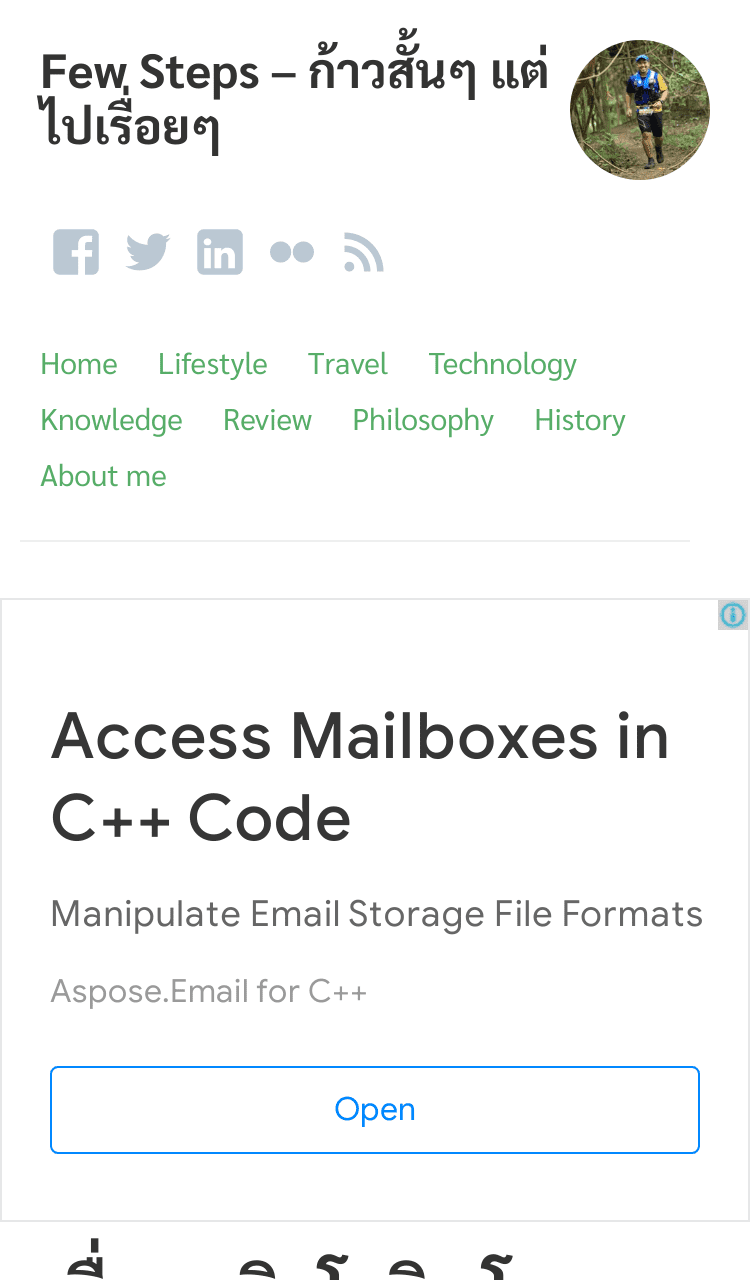 Few Steps – ก้าวสั้นๆ แต่
ไปเรื่อยๆ
Home Lifestyle Travel Technology
Knowledge Review Philosophy History
About me
Access Mailboxes in
C++ Code
Manipulate Email Storage File Formats
Aspose.Email for C++
Open